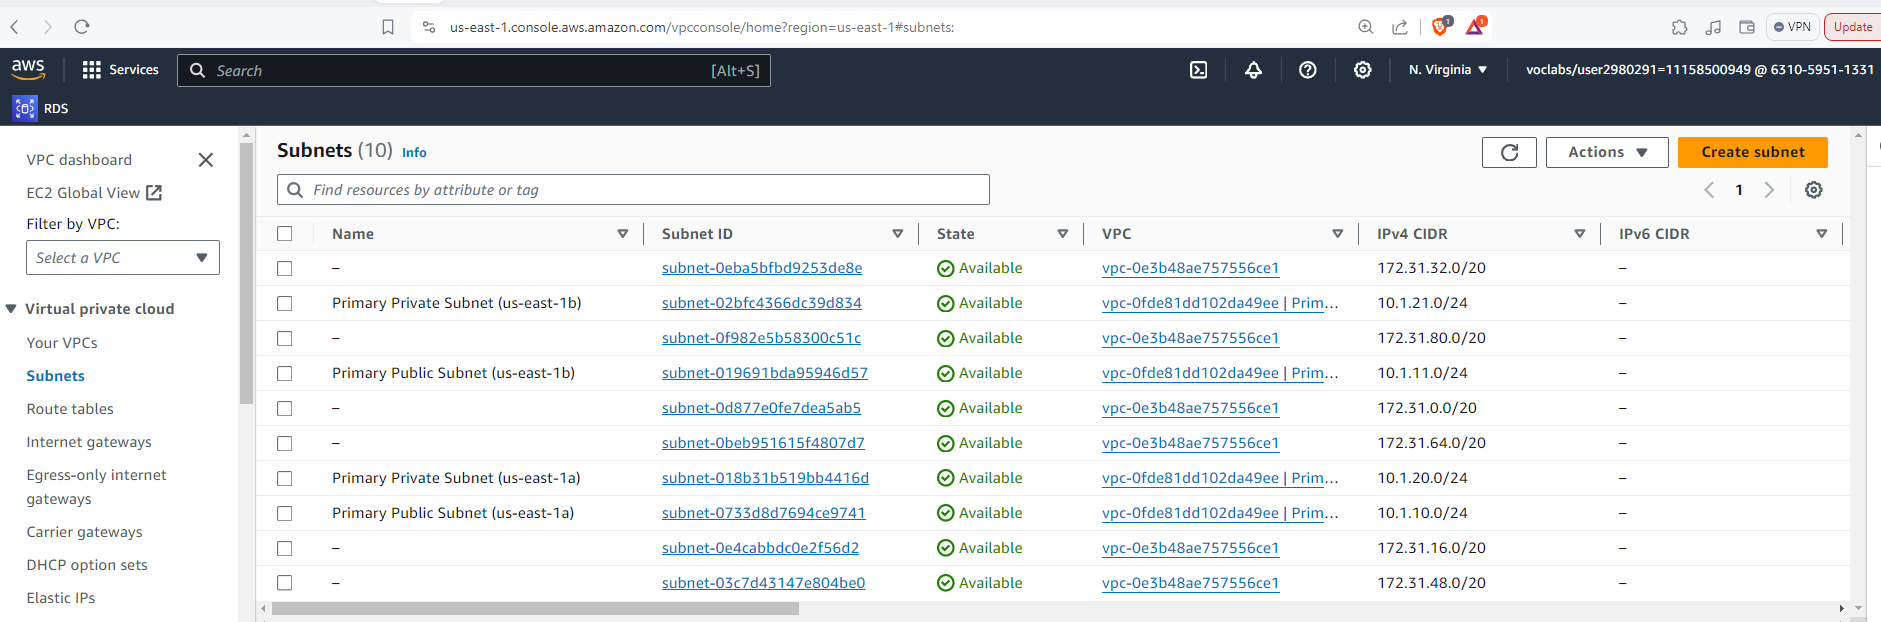 us-east-1.console.aws.amazon.com/vpcconsole/home?region=us-east-1#subnets:
1
1
VPN
Update
aws
Services
Search
[Alt+S]
N. Virginia
voclabs/user2980291=11158500949 @ 6310-5951-1331
RDS
VPC dashboard
EC2 Global View
Filter by VPC:
Select a VPC
Virtual private cloud
Your VPCs
Subnets
Route tables
Internet gateways
Egress-only internet
gateways
Carrier gateways
DHCP option sets
Elastic IPs
Subnets (10) Info
Actions
Create subnet
Find resources by attribute or tag
1
Name Subnet ID State VPC IPv4 CIDR IPv6 CIDR
– subnet-0eba5bfbd9253de8e Available vpc-0e3b48ae757556ce1 172.31.32.0/20 –
Primary Private Subnet (us-east-1b) subnet-02bfc4366dc39d834 Available vpc-0fde81dd102da49ee | Prim... 10.1.21.0/24 –
– subnet-0f982e5b58300c51c Available vpc-0e3b48ae757556ce1 172.31.80.0/20 –
Primary Public Subnet (us-east-1b) subnet-019691bda95946d57 Available vpc-0fde81dd102da49ee | Prim... 10.1.11.0/24 –
– subnet-0d877e0fe7dea5ab5 Available vpc-0e3b48ae757556ce1 172.31.0.0/20 –
– subnet-0beb951615f4807d7 Available vpc-0e3b48ae757556ce1 172.31.64.0/20 –
Primary Private Subnet (us-east-1a) subnet-018b31b519bb4416d Available vpc-0fde81dd102da49ee | Prim... 10.1.20.0/24 –
Primary Public Subnet (us-east-1a) subnet-0733d8d7694ce9741 Available vpc-0fde81dd102da49ee | Prim... 10.1.10.0/24 –
– subnet-0e4cabbdc0e2f56d2 Available vpc-0e3b48ae757556ce1 172.31.16.0/20 –
– subnet-03c7d43147e804be0 Available vpc-0e3b48ae757556ce1 172.31.48.0/20 –